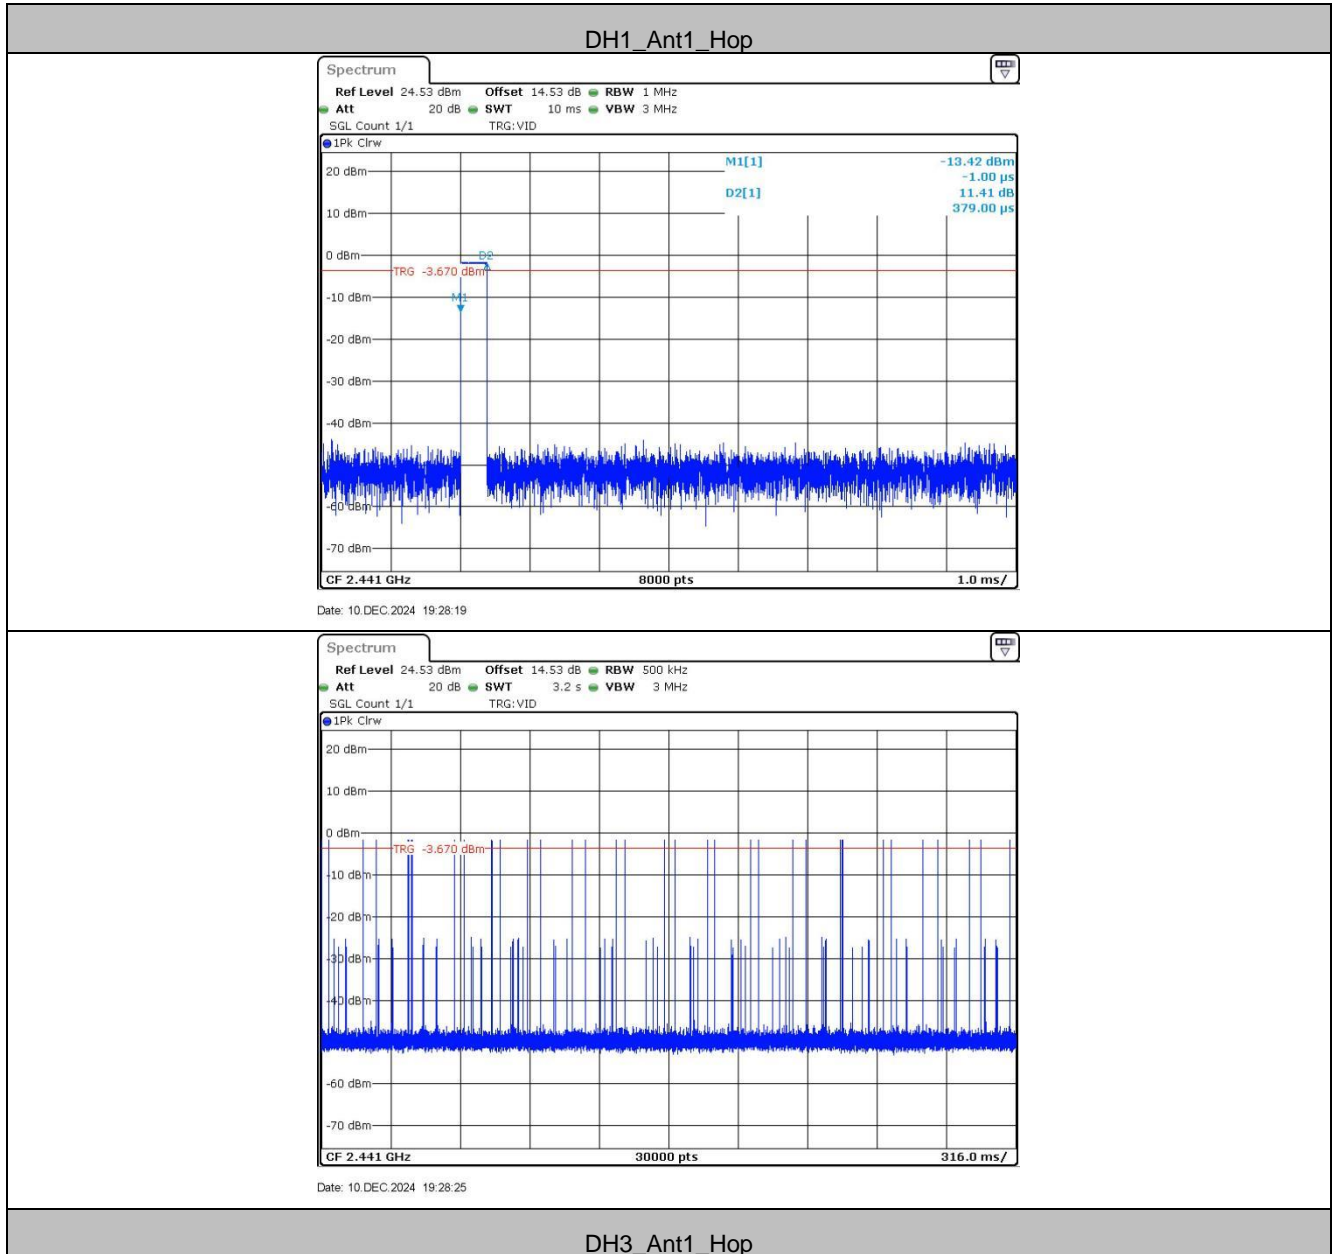 DH1_Ant1_Hop
Spectrum
Ref Level 24.53 dBm Offset 14.53 dB RBW 1 MHz
Att 20 dB SWT 10 ms VBW 3 MHz
SGL Count 1/1 TRG:VID
1Pk Clrw
M1[1] -13.42 dBm
-1.00 µs
D2[1] 11.41 dB
379.00 µs
20 dBm
10 dBm
0 dBm
D2
TRG -3.670 dBm
-10 dBm
M1
-20 dBm
-30 dBm
-40 dBm
-60 dBm
-70 dBm
CF 2.441 GHz 8000 pts 1.0 ms/
Date: 10.DEC.2024 19:28:19
Spectrum
Ref Level 24.53 dBm Offset 14.53 dB RBW 500 kHz
Att 20 dB SWT 3.2 s VBW 3 MHz
SGL Count 1/1 TRG:VID
1Pk Clrw
20 dBm
10 dBm
0 dBm
TRG -3.670 dBm
-10 dBm
-20 dBm
-30 dBm
-40 dBm
-60 dBm
-70 dBm
CF 2.441 GHz 30000 pts 316.0 ms/
Date: 10.DEC.2024 19:28:25
DH3_Ant1_Hop